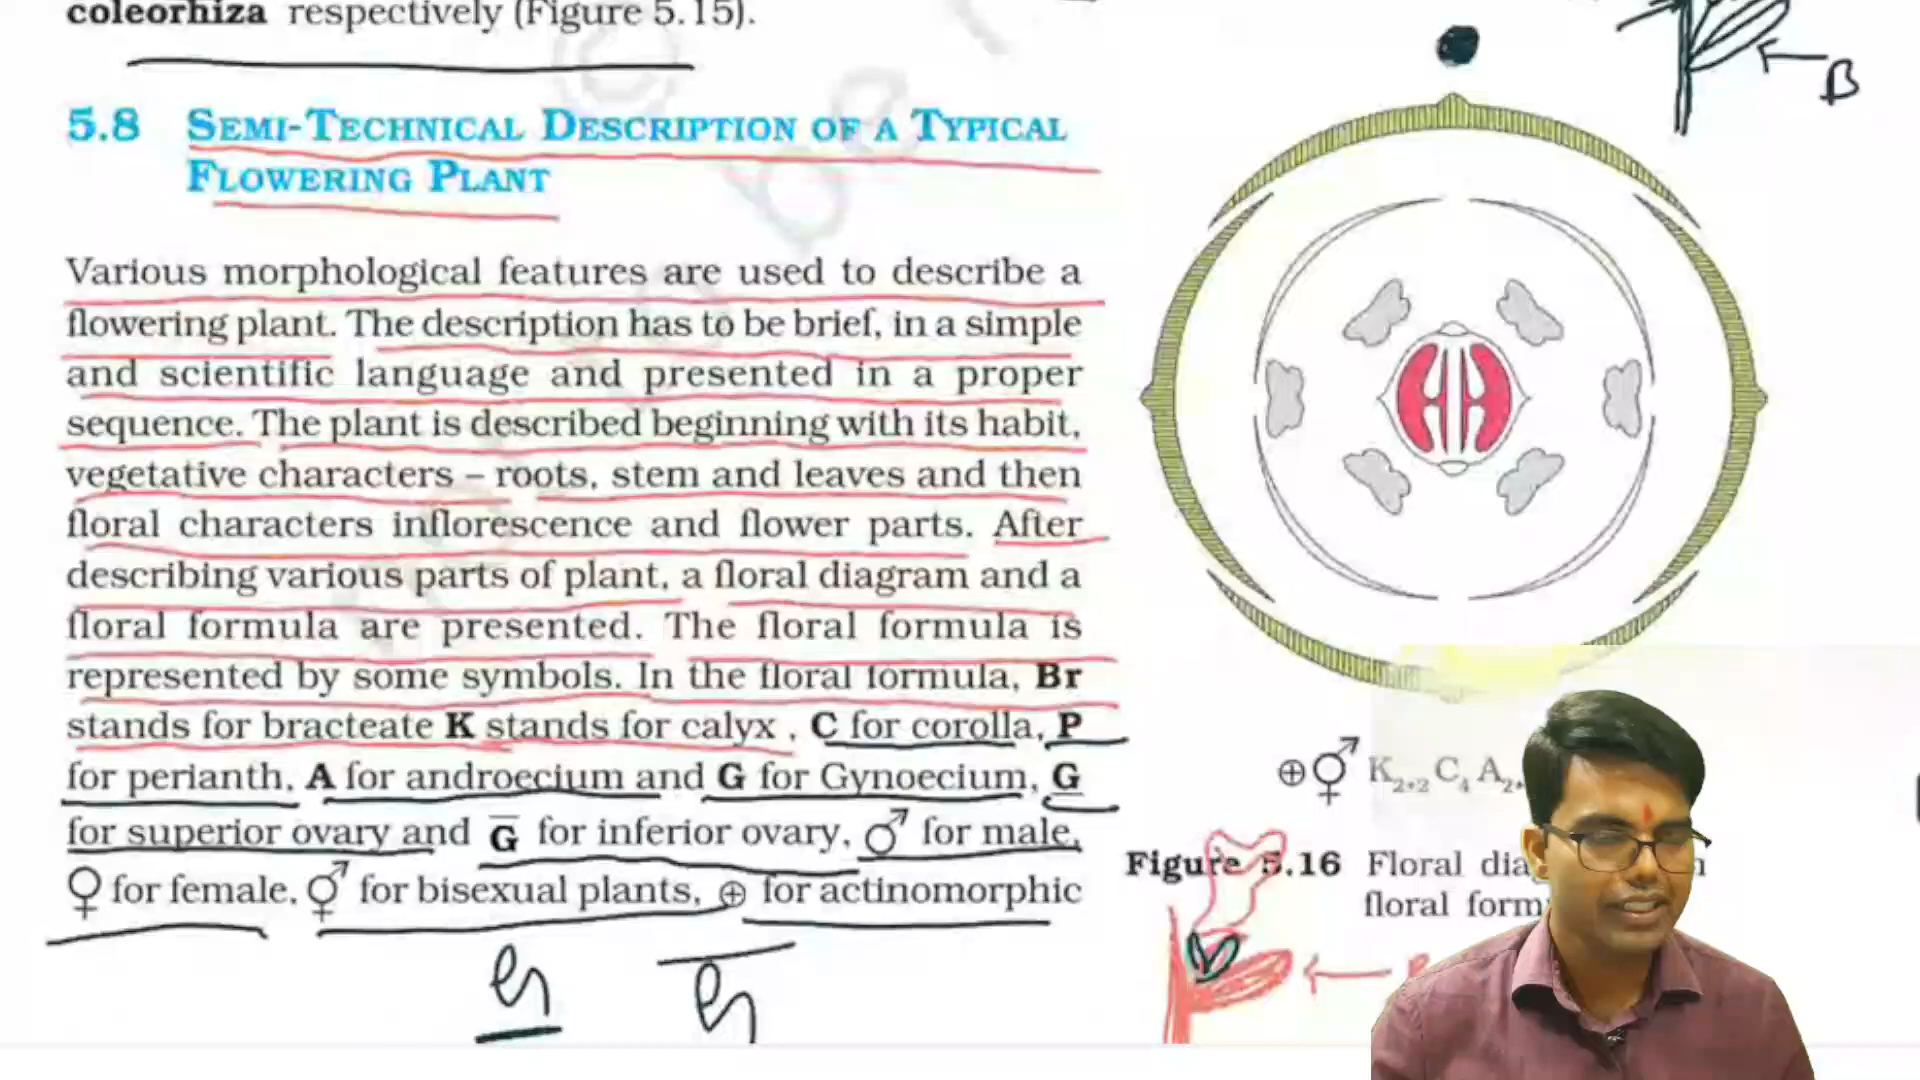 coleorhiza respectively (Figure 5.15).
5.8 SEMI-TECHNICAL DESCRIPTION OF A TYPICAL
FLOWERING PLANT
Various morphological features are used to describe a
flowering plant. The description has to be brief, in a simple
and scientific language and presented in a proper
sequence. The plant is described beginning with its habit,
vegetative characters – roots, stem and leaves and then
floral characters inflorescence and flower parts. After
describing various parts of plant, a floral diagram and a
floral formula are presented. The floral formula is
represented by some symbols. In the floral formula, Br
stands for bracteate K stands for calyx , C for corolla, P
for perianth, A for androecium and G for Gynoecium, G̲
for superior ovary and G̅ for inferior ovary, ♂ for male,
♀ for female, ⚥ for bisexual plants, ⊕ for actinomorphic
G̲ G̅
B
⊕ ⚥ K2+2 C4 A2+
Figure 5.16 Floral
floral